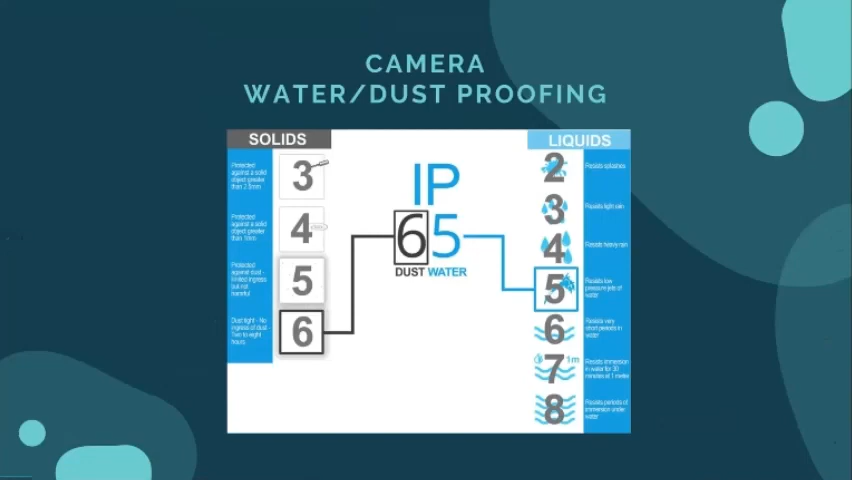 CAMERA
WATER/DUST PROOFING
SOLIDS
Protected
against a solid
object greater
than 2.5mm
3
Protected
against a solid
object greater
than 1mm
4
Protected
against dust -
limited ingress
but not
harmful
5
Dust tight - No
ingress of dust -
Two to eight
hours
6
IP
65
DUST WATER
LIQUIDS
2
Resists splashes
3
Resists light rain
4
Resists heavy rain
5
Resists low
pressure jets of
water
6
Resists very
short periods in
water
7
1m
Resists immersion
in water for 30
minutes at 1 meter
8
Resists periods of
immersion under
water